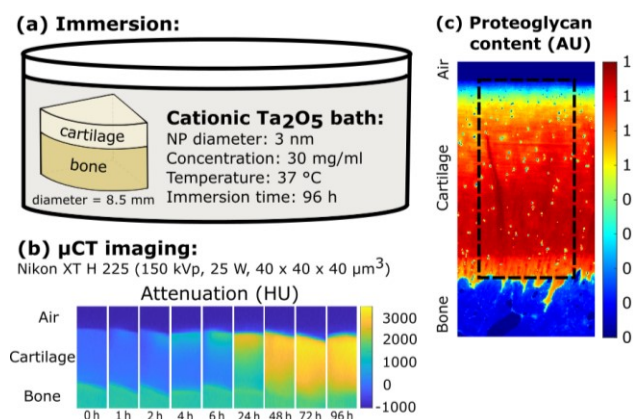 (a) Immersion:
cartilage
bone
diameter = 8.5 mm
Cationic Ta2O5 bath:
NP diameter: 3 nm
Concentration: 30 mg/ml
Temperature: 37 °C
Immersion time: 96 h
(b) µCT imaging:
Nikon XT H 225 (150 kVp, 25 W, 40 x 40 x 40 µm³)
Attenuation (HU)
Air
Cartilage
Bone
3000
2000
1000
0
-1000
0 h 1 h 2 h 4 h 6 h 24 h 48 h 72 h 96 h
(c) Proteoglycan
content (AU)
Air
Cartilage
Bone
1
1
1
1
1
0
0
0
0
0